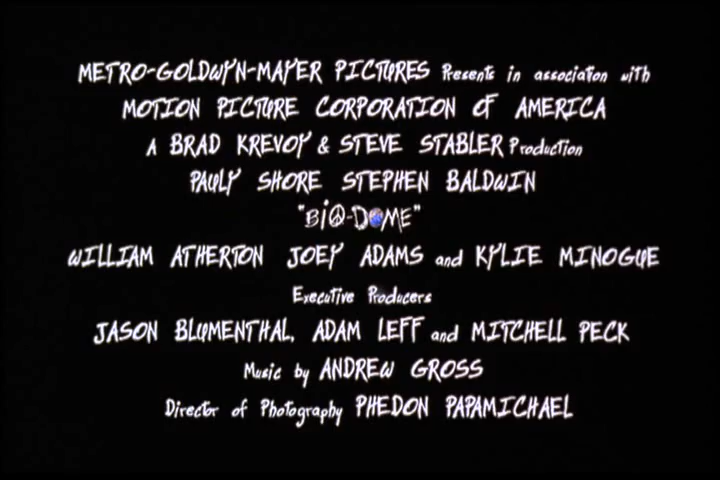 METRO-GOLDWYN-MAYER PICTURES Presents in association with
MOTION PICTURE CORPORATION Of AMERICA
A BRAD KREVOY & STEVE STABLER Production
PAULY SHORE STEPHEN BALDWIN
"BiO-DOME"
WILLIAM ATHERTON JOEY ADAMS and KYLIE MINOGUE
Executive Producers
JASON BLUMENTHAL, ADAM LEFF and MITCHELL PECK
Music by ANDREW GROSS
Director of Photography PHEDON PAPAMICHAEL